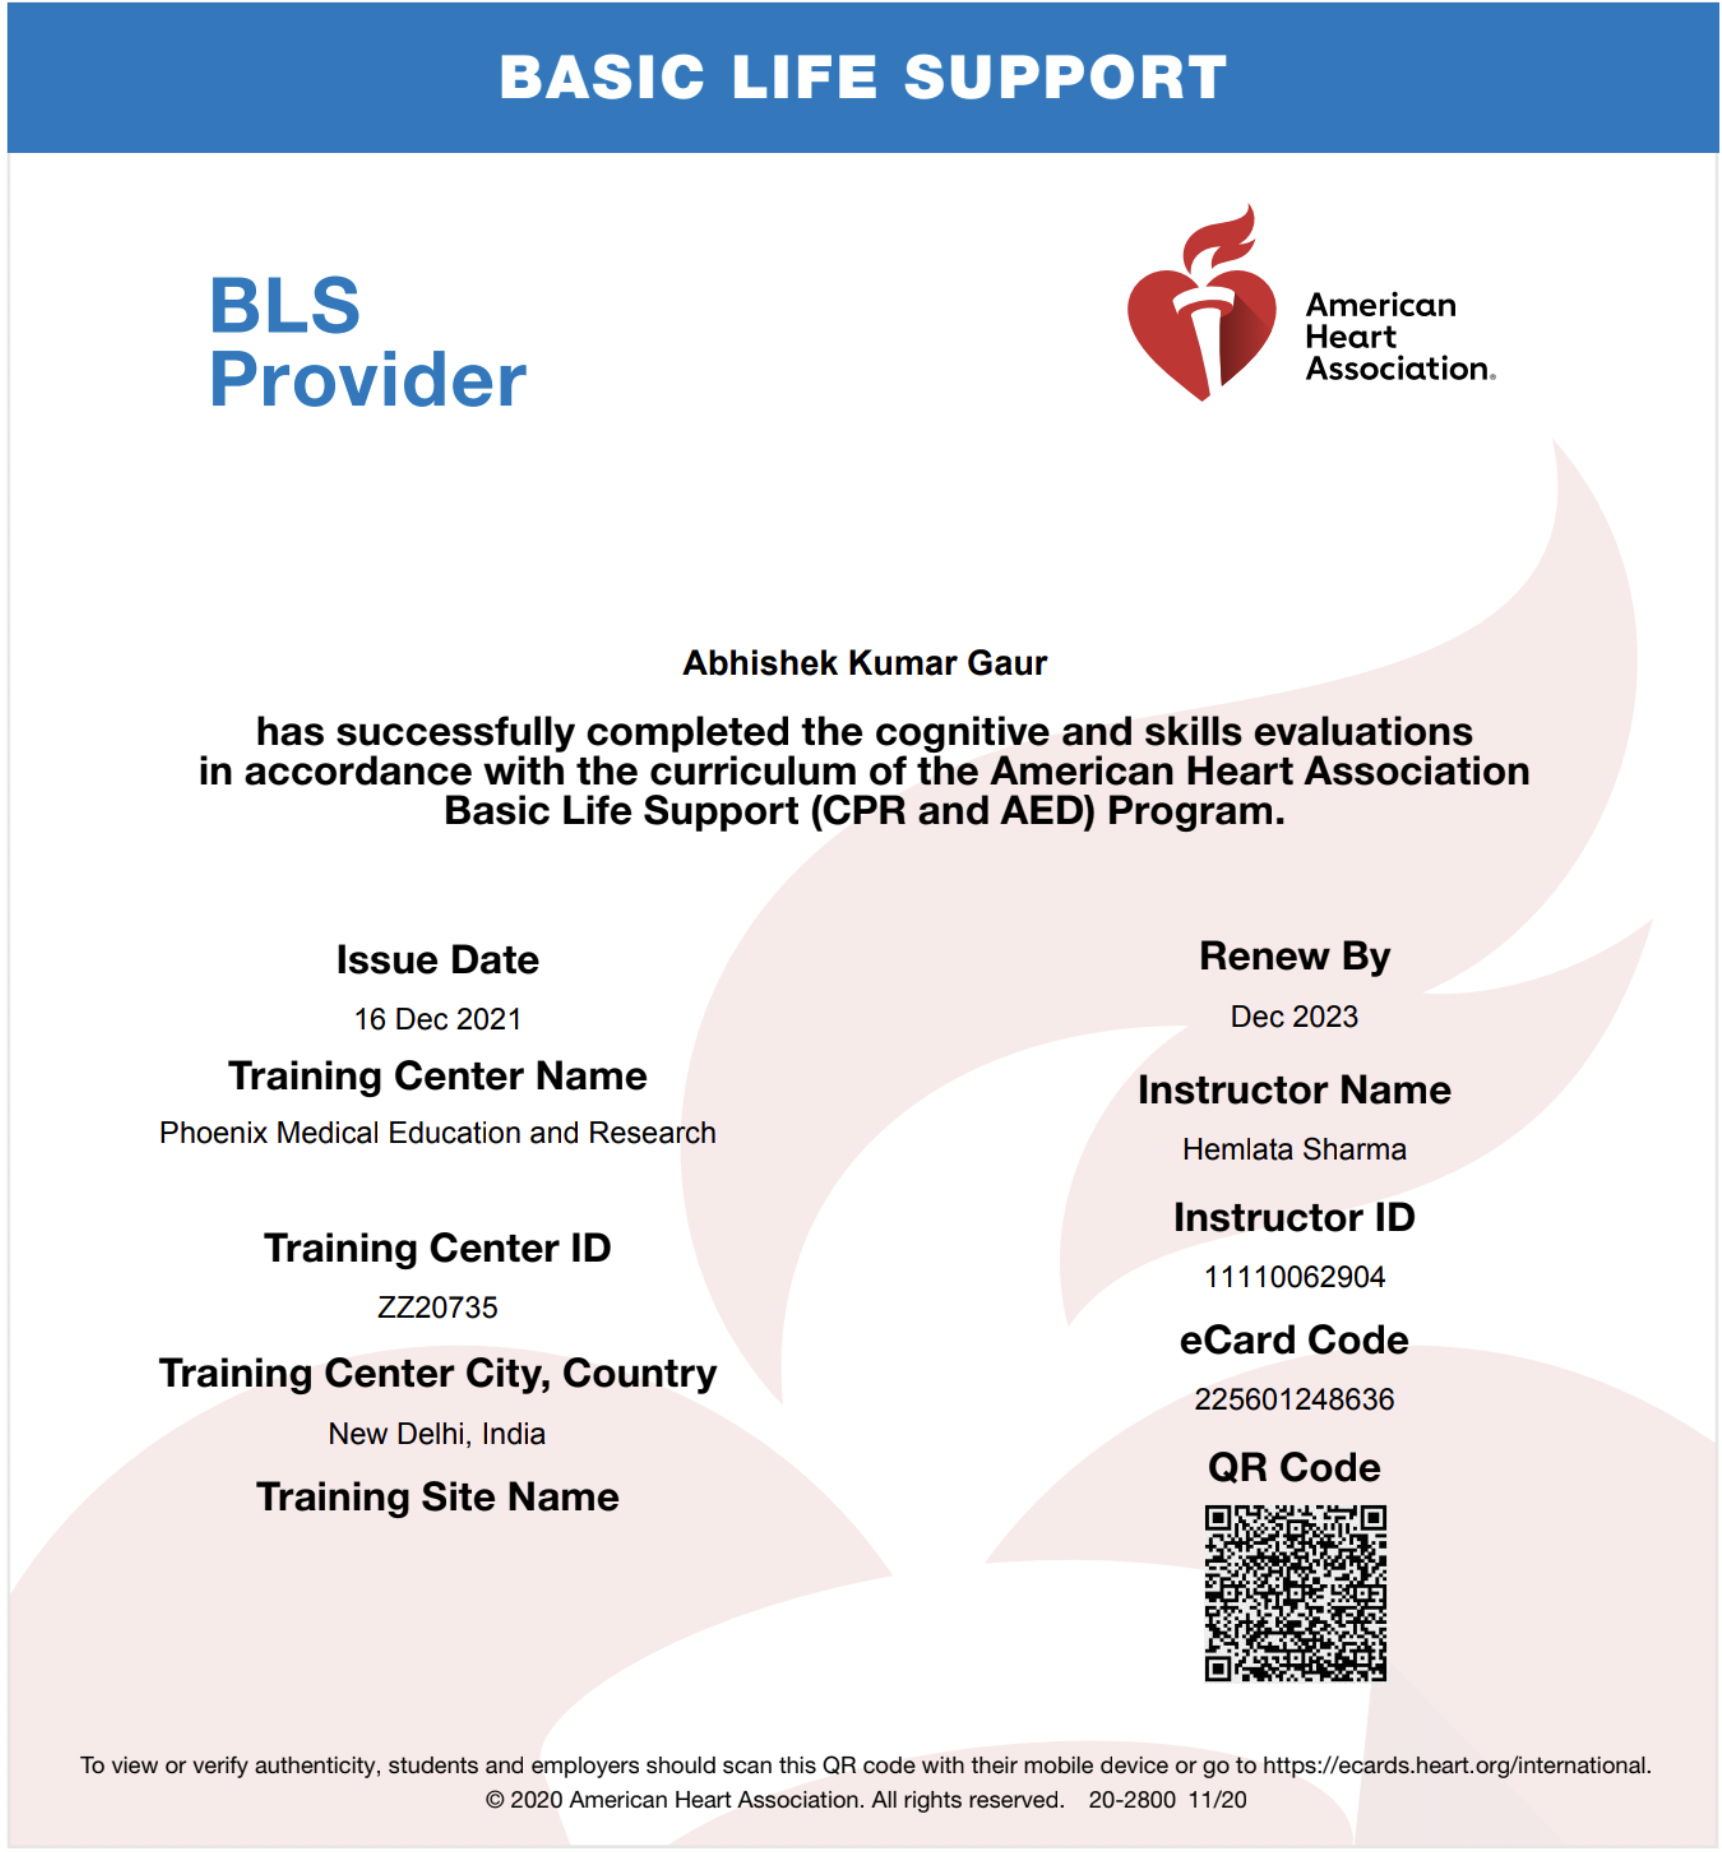 BASIC LIFE SUPPORT
BLS
Provider
American
Heart
Association.
Abhishek Kumar Gaur
has successfully completed the cognitive and skills evaluations
in accordance with the curriculum of the American Heart Association
Basic Life Support (CPR and AED) Program.
Issue Date
16 Dec 2021
Training Center Name
Phoenix Medical Education and Research
Training Center ID
ZZ20735
Training Center City, Country
New Delhi, India
Training Site Name
Renew By
Dec 2023
Instructor Name
Hemlata Sharma
Instructor ID
11110062904
eCard Code
225601248636
QR Code
To view or verify authenticity, students and employers should scan this QR code with their mobile device or go to https://ecards.heart.org/international.
© 2020 American Heart Association. All rights reserved. 20-2800 11/20